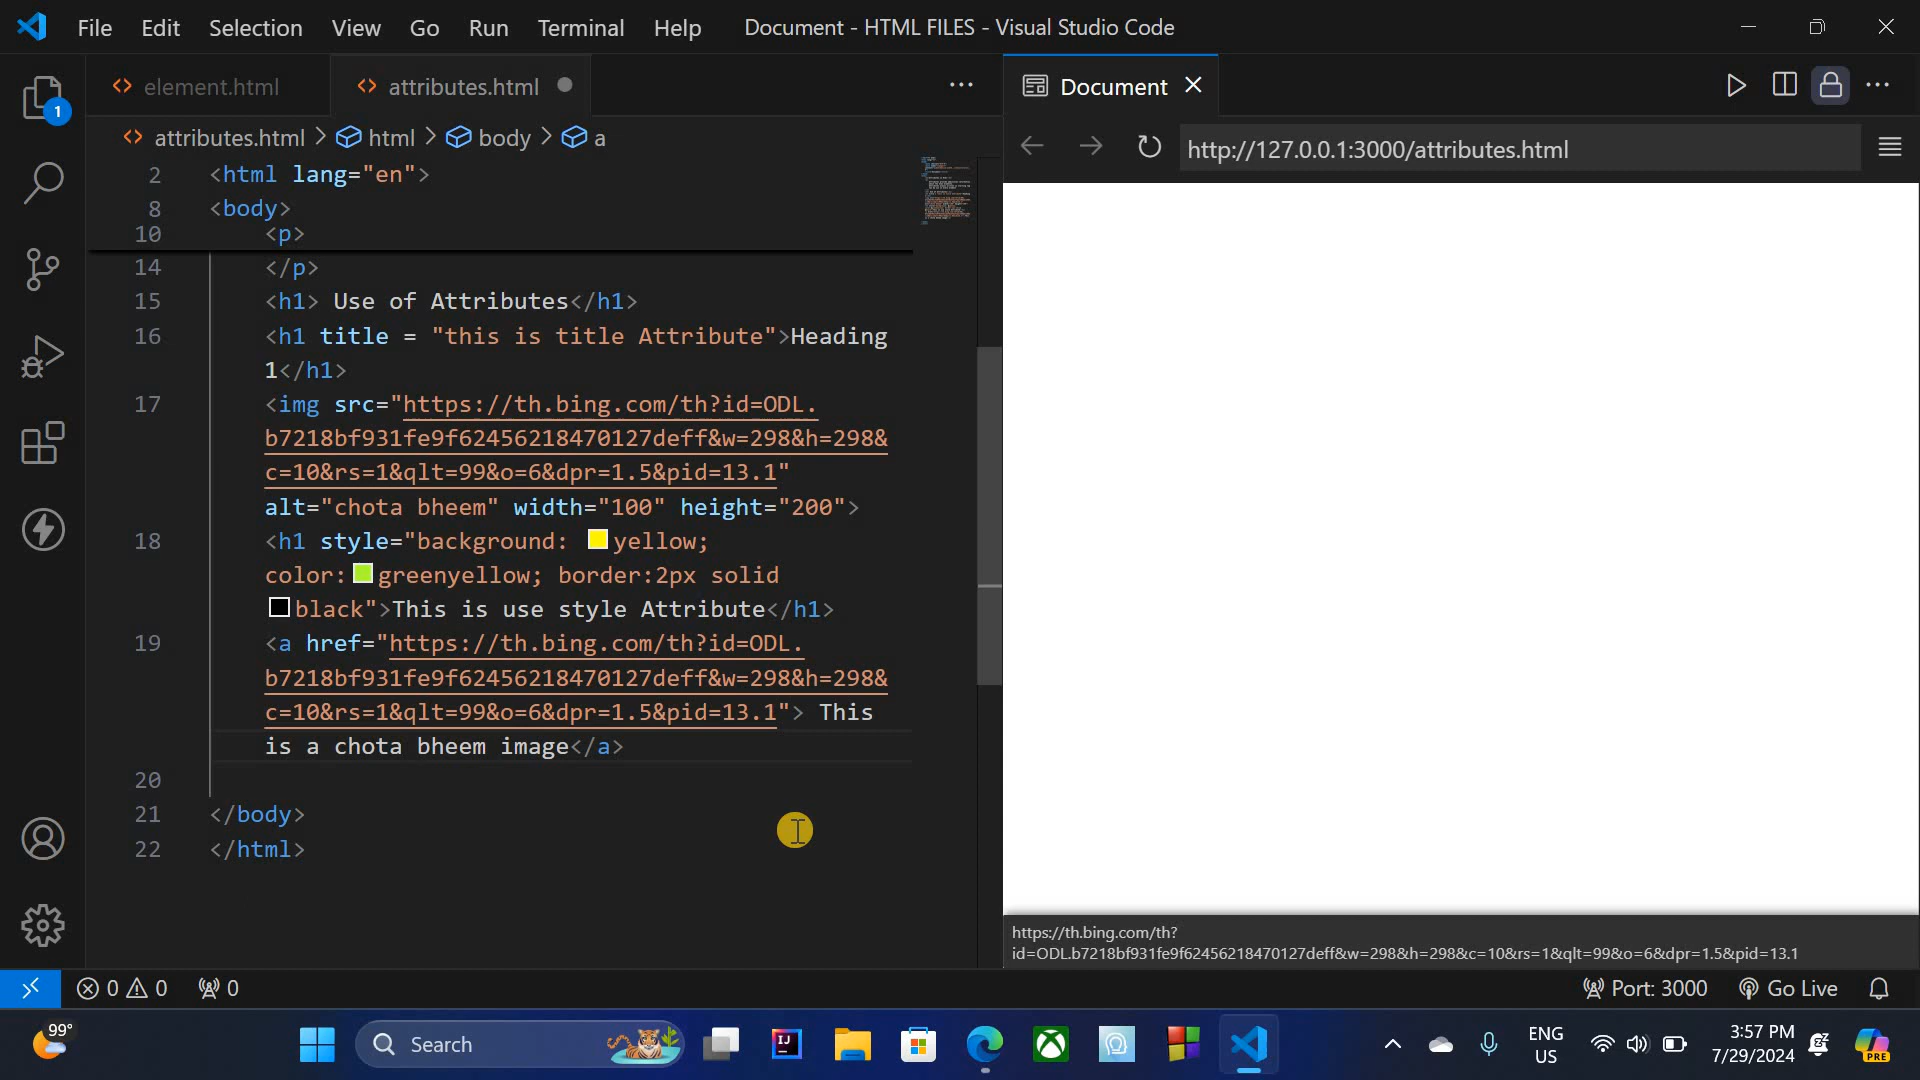 File Edit Selection View Go Run Terminal Help Document - HTML FILES - Visual Studio Code
element.html attributes.html Document
attributes.html > html > body > a
http://127.0.0.1:3000/attributes.html
2 <html lang="en">
8 <body>
10 <p>
14 </p>
15 <h1> Use of Attributes</h1>
16 <h1 title = "this is title Attribute">Heading
1</h1>
17 <img src="https://th.bing.com/th?id=ODL.
b7218bf931fe9f62456218470127deff&w=298&h=298&
c=10&rs=1&qlt=99&o=6&dpr=1.5&pid=13.1"
alt="chota bheem" width="100" height="200">
18 <h1 style="background: yellow;
color: greenyellow; border:2px solid
black">This is use style Attribute</h1>
19 <a href="https://th.bing.com/th?id=ODL.
b7218bf931fe9f62456218470127deff&w=298&h=298&
c=10&rs=1&qlt=99&o=6&dpr=1.5&pid=13.1"> This
is a chota bheem image</a>
20
21 </body>
22 </html>
1
https://th.bing.com/th?
id=ODL.b7218bf931fe9f62456218470127deff&w=298&h=298&c=10&rs=1&qlt=99&o=6&dpr=1.5&pid=13.1
0 0 0 Port: 3000 Go Live
99° Search IJ ENG 3:57 PM
US 7/29/2024 PRE